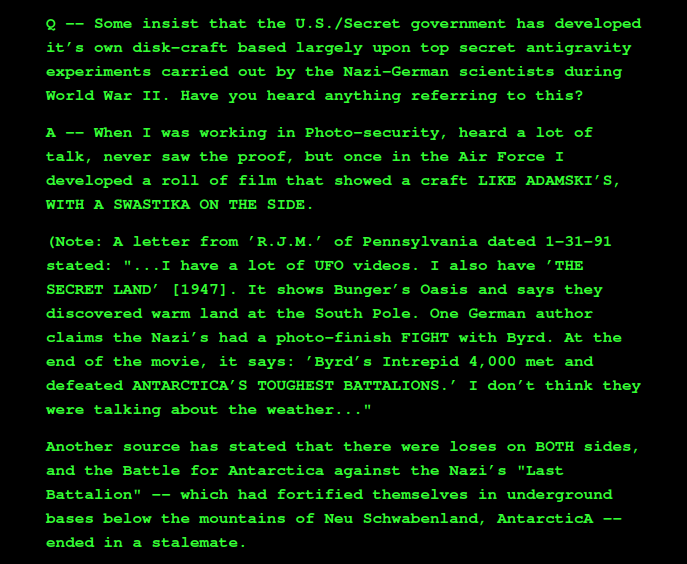 Q -- Some insist that the U.S./Secret government has developed
it's own disk-craft based largely upon top secret antigravity
experiments carried out by the Nazi-German scientists during
World War II. Have you heard anything referring to this?
A -- When I was working in Photo-security, heard a lot of
talk, never saw the proof, but once in the Air Force I
developed a roll of film that showed a craft LIKE ADAMSKI'S,
WITH A SWASTIKA ON THE SIDE.
(Note: A letter from 'R.J.M.' of Pennsylvania dated 1-31-91
stated: "...I have a lot of UFO videos. I also have 'THE
SECRET LAND' [1947]. It shows Bunger's Oasis and says they
discovered warm land at the South Pole. One German author
claims the Nazi's had a photo-finish FIGHT with Byrd. At the
end of the movie, it says: 'Byrd's Intrepid 4,000 met and
defeated ANTARCTICA'S TOUGHEST BATTALIONS.' I don't think they
were talking about the weather..."
Another source has stated that there were loses on BOTH sides,
and the Battle for Antarctica against the Nazi's "Last
Battalion" -- which had fortified themselves in underground
bases below the mountains of Neu Schwabenland, AntarcticA --
ended in a stalemate.